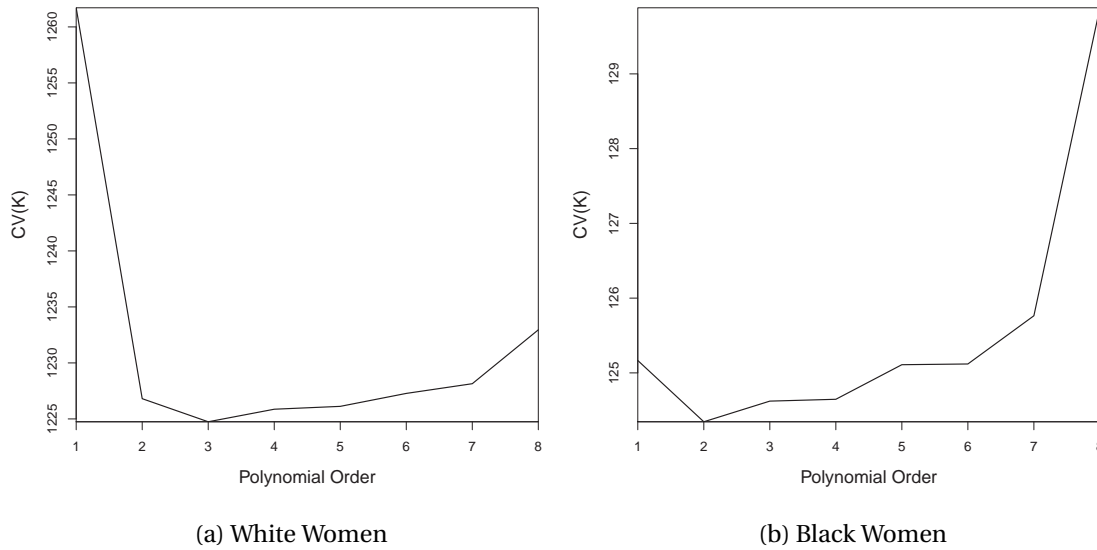 CV(K)
1260
1255
1250
1245
1240
1235
1230
1225
1 2 3 4 5 6 7 8
Polynomial Order
(a) White Women
CV(K)
129
128
127
126
125
1 2 3 4 5 6 7 8
Polynomial Order
(b) Black Women